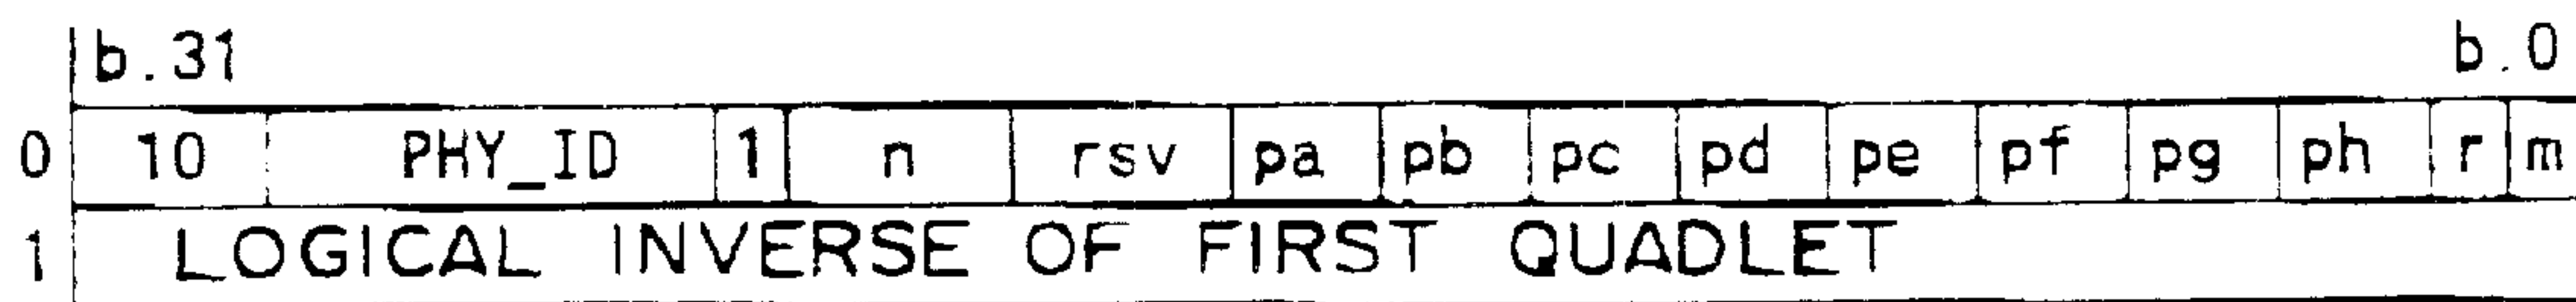 b.31 b.0
0 10 PHY_ID 1 n rsv pa pb pc pd pe pf pg ph r m
1 LOGICAL INVERSE OF FIRST QUADLET